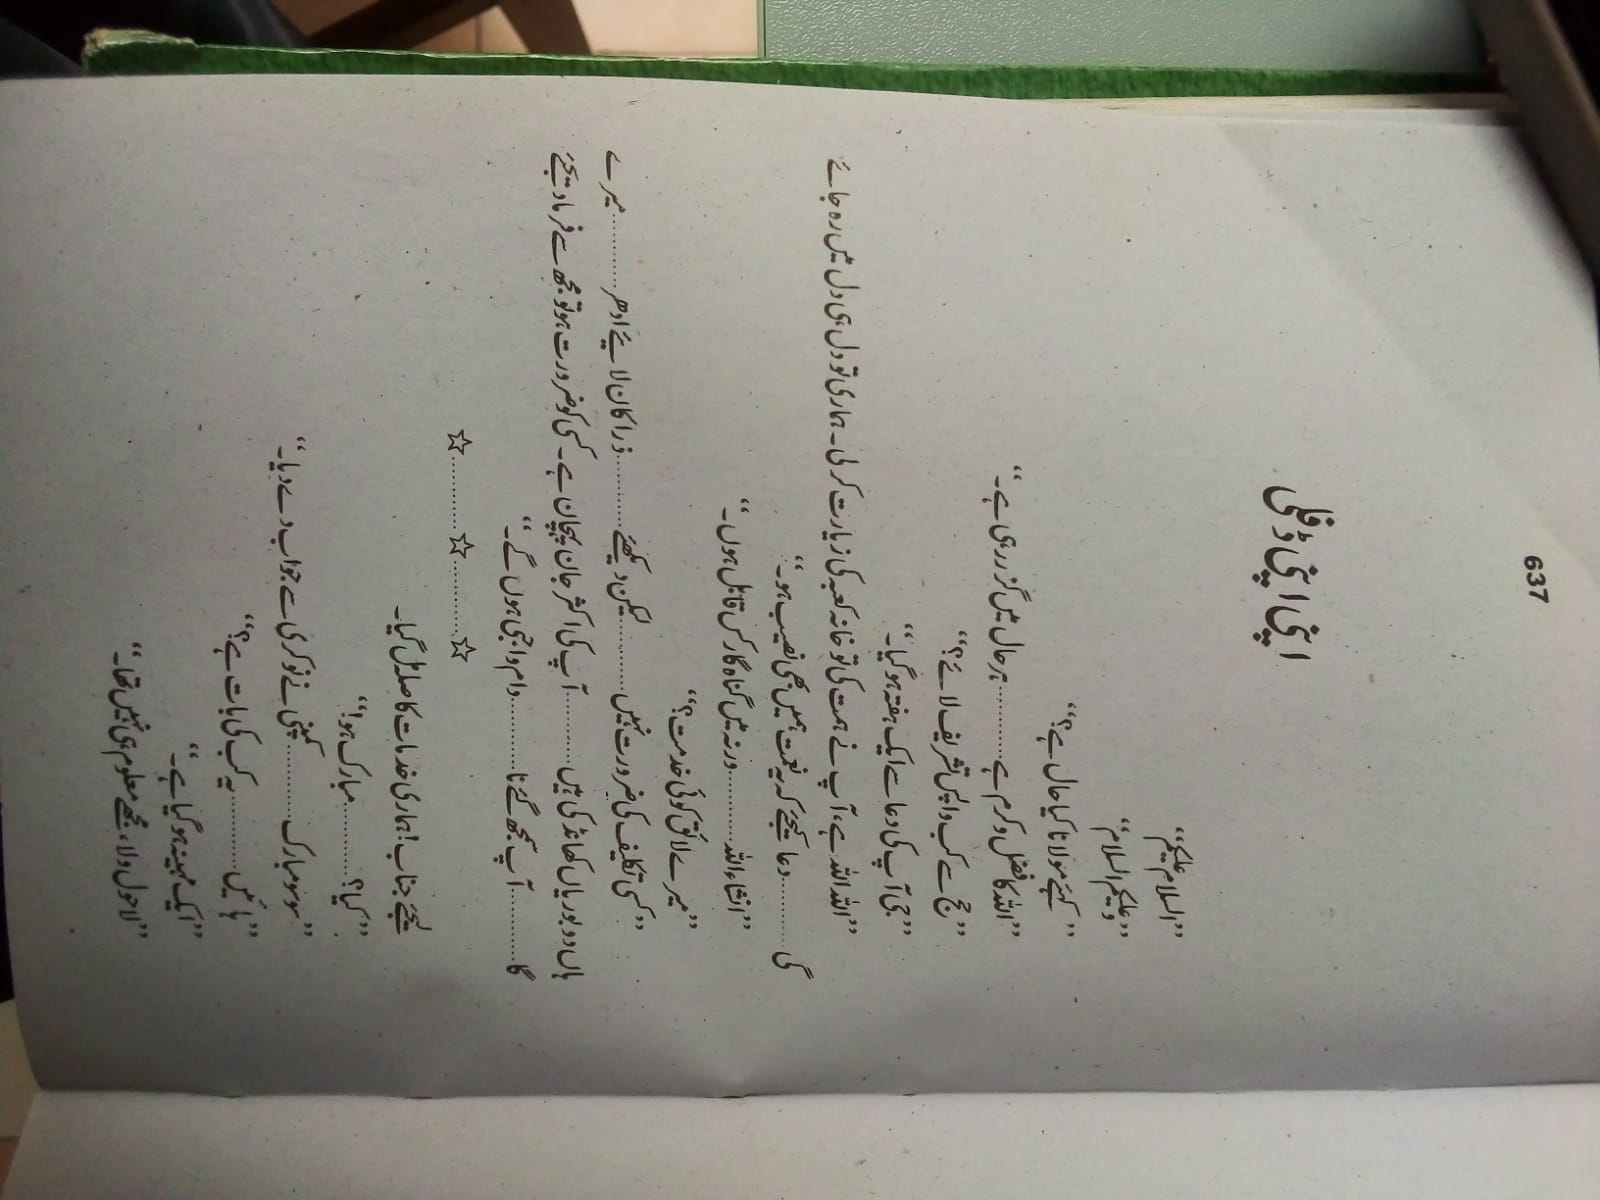 637
اپنی اپنی ڈفلی
’’السلام علیکم‘‘
’’وعلیکم السلام‘‘
’’کہئے مولانا کیا حال ہے؟‘‘
’’اللہ کا فضل و کرم ہے............ہر حال میں گزر رہی ہے۔‘‘
’’حج سے کب واپس تشریف لائے؟‘‘
’’جی آپ کی دعا سے ایک ہفتہ ہو گیا۔‘‘
’’اللہ اللہ ہے، آپ نے ہمت کی تو خانہ کعبہ کی زیارت کر لی۔ ہماری تو دل ہی دل میں رہ جائے
گی............دعا کیجئے کہ یہ نعمت ہمیں بھی نصیب ہو۔‘‘
’’انشاء اللہ............ورنہ میں گناہ گار کس قابل ہوں۔‘‘
’’میرے لائق کوئی خدمت؟‘‘
’’کسی تکلیف کی ضرورت نہیں............لیکن دیکھئے............ذرا کان لائیے ادھر............میرے
ہاں دو بوریاں کھانڈ کی ہیں............آپ کی اکثر جان پہچان ہے۔ کسی کو ضرورت ہو تو مجھ سے فرما دیجئے
گا............آپ سمجھ گئے نا............دام واجبی ہوں گے۔‘‘
☆............☆............☆
لیجئے جناب! ہماری خدمات کا صلہ مل گیا۔
’’کیا؟............مبارک ہو!‘‘
’’سو سو مبارک............کمپنی نے نوکری سے جواب دے دیا۔‘‘
’’ہائیں............یہ کب کی بات ہے؟‘‘
’’ایک مہینہ ہو گیا ہے۔‘‘
’’لاحول ولا، مجھے معلوم ہی نہیں تھا۔‘‘